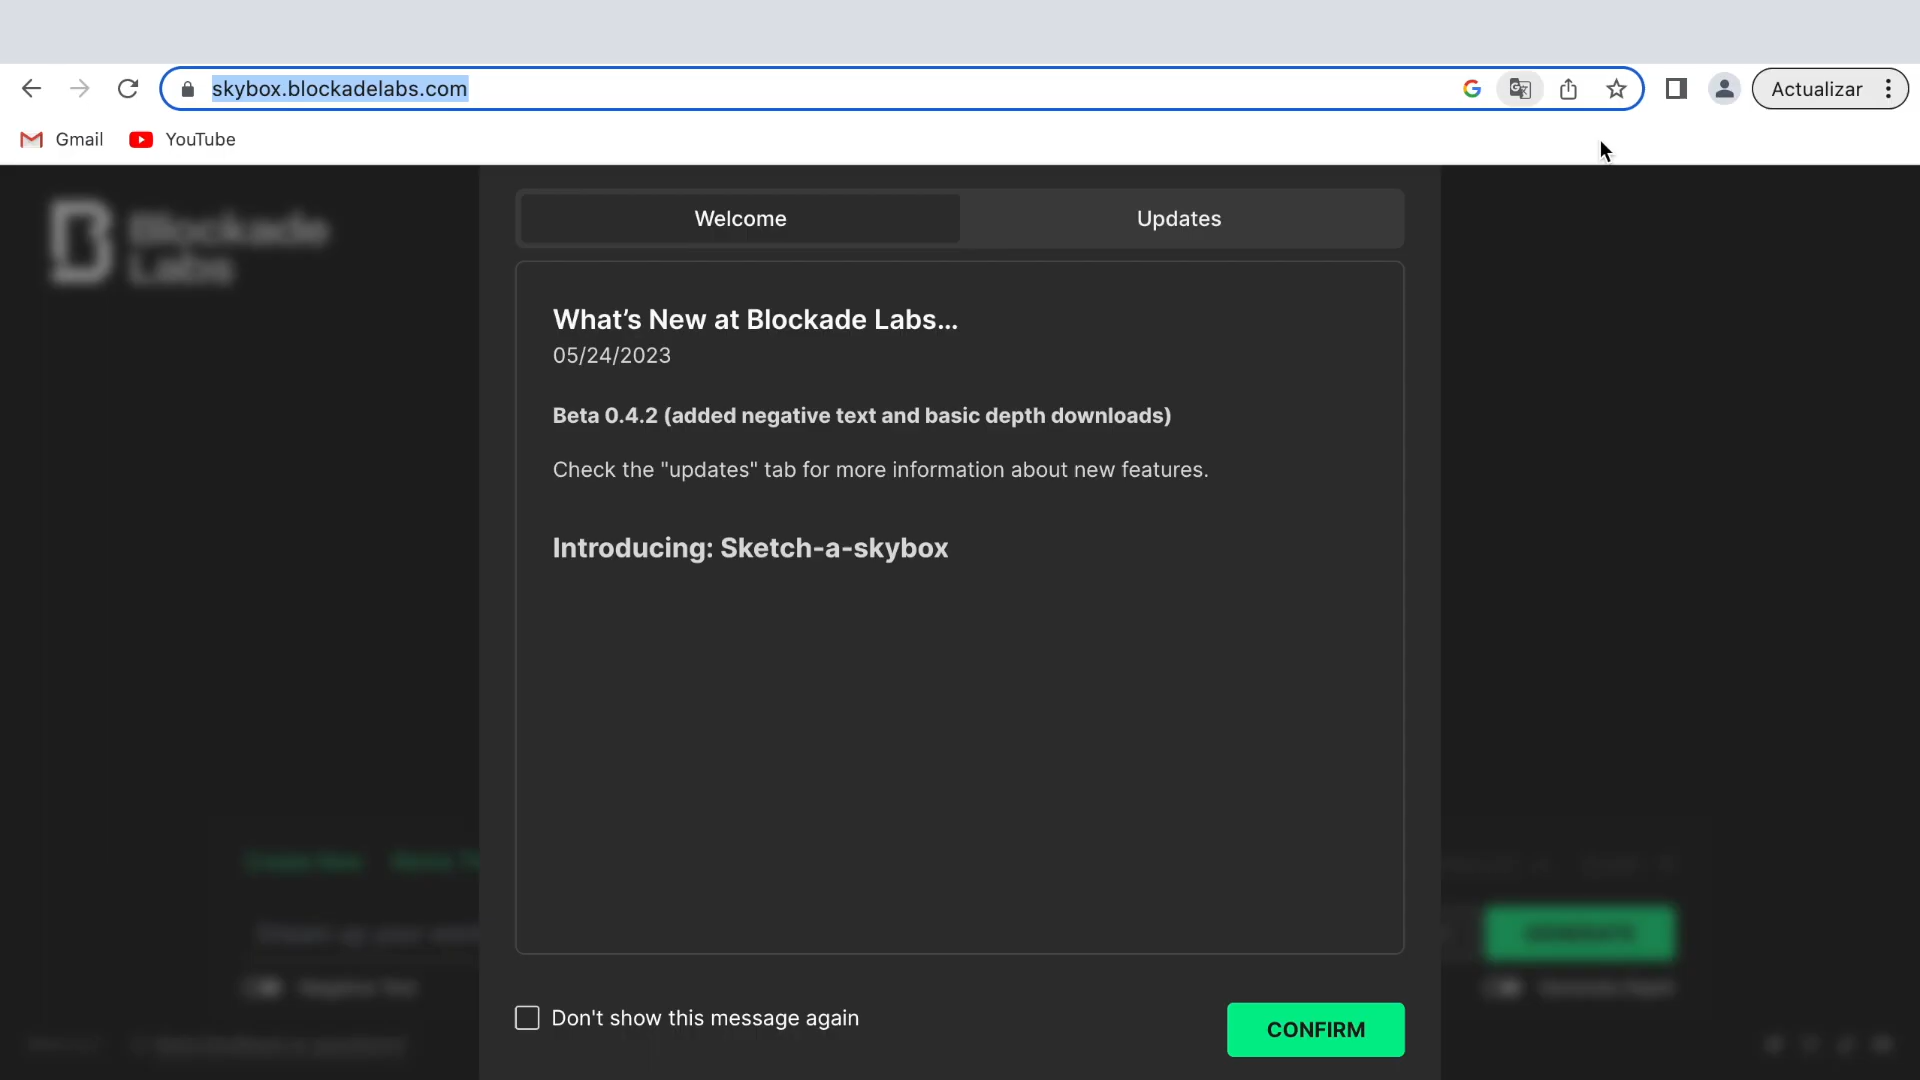 skybox.blockadelabs.com
Actualizar
Gmail
YouTube
Blockade
Labs
Welcome
Updates
What’s New at Blockade Labs...
05/24/2023
Beta 0.4.2 (added negative text and basic depth downloads)
Check the "updates" tab for more information about new features.
Introducing: Sketch-a-skybox
Don't show this message again
CONFIRM